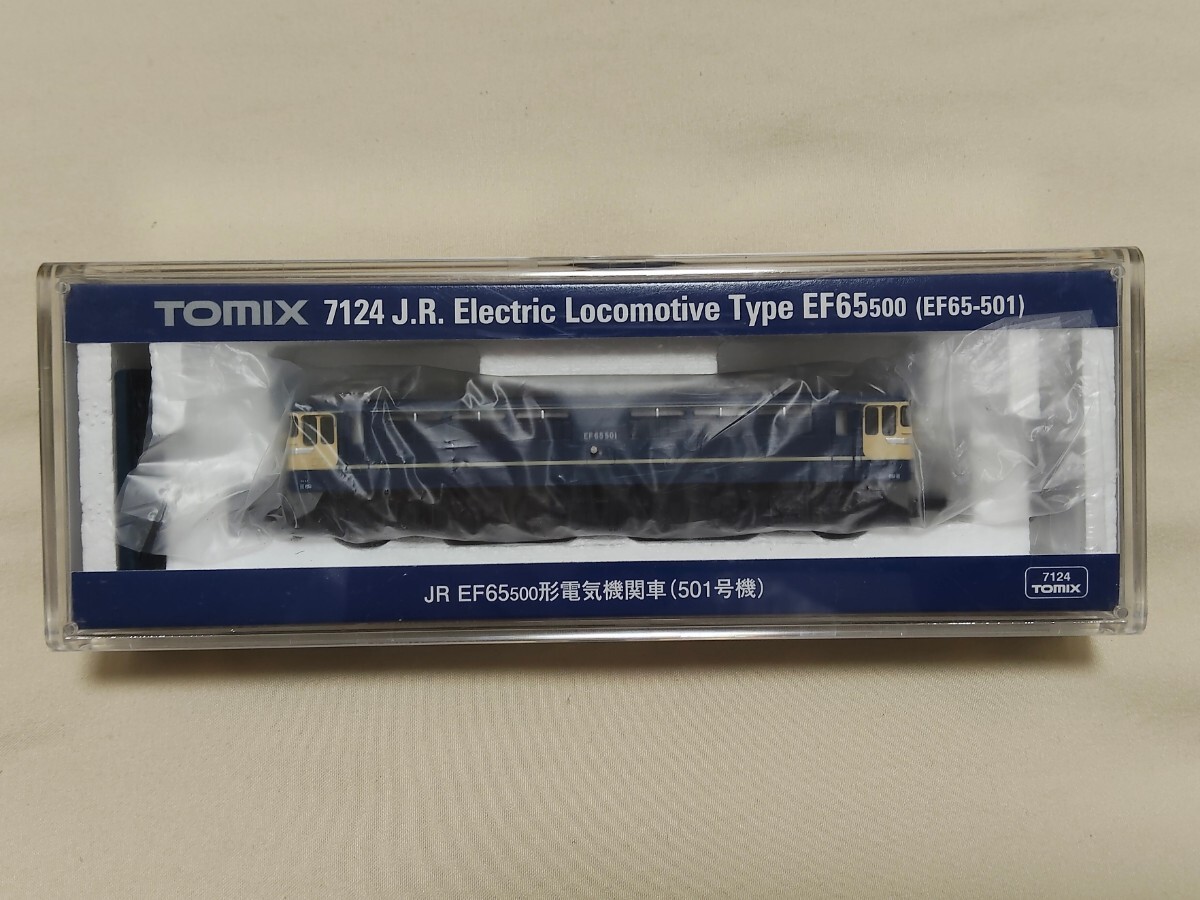 TOMIX 7124 J.R. Electric Locomotive Type EF65500 (EF65-501)
EF65501
JR EF65500形電気機関車(501号機)
7124
TOMIX